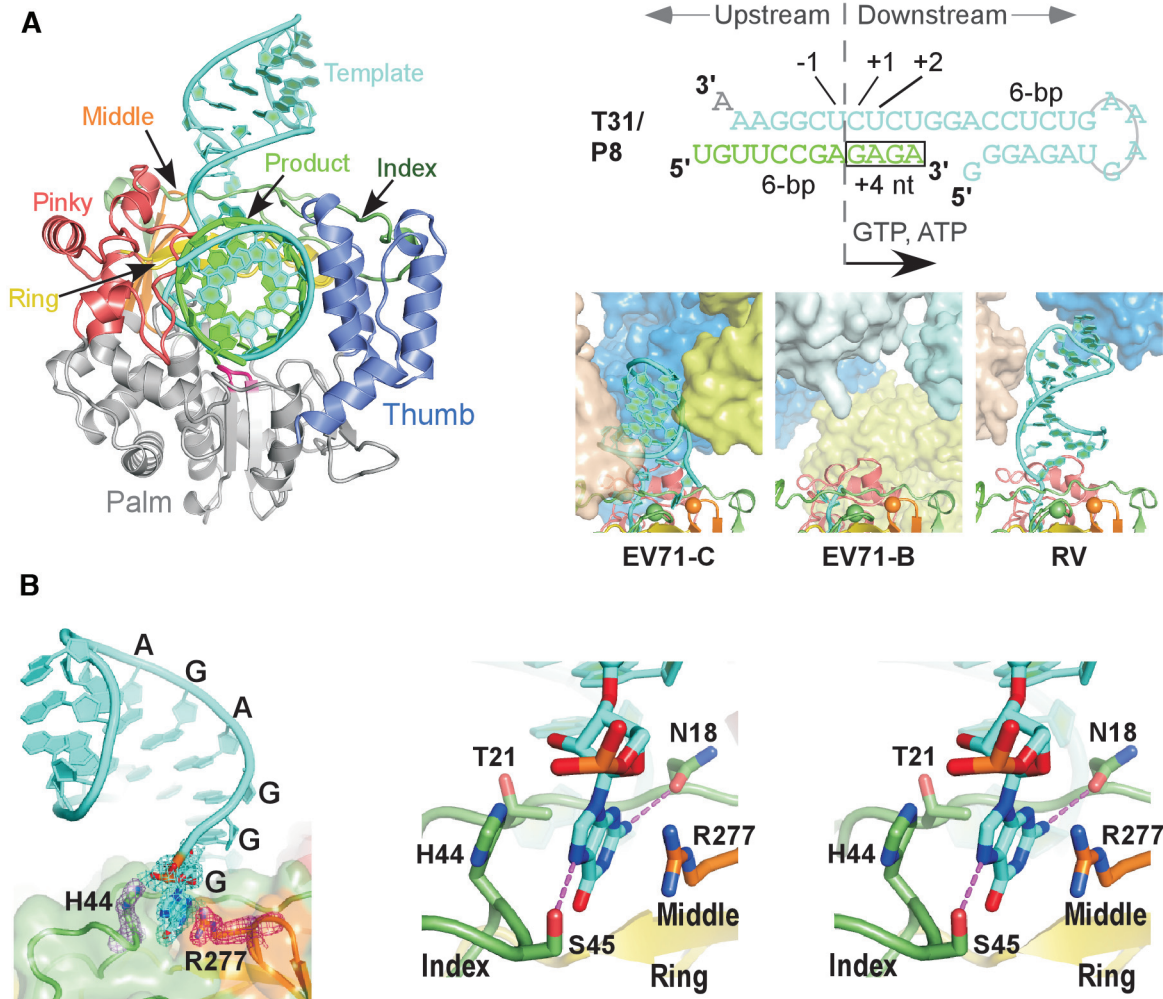 A
Template
Middle
Product
Index
Pinky
Ring
Thumb
Palm
Upstream Downstream
-1 +1 +2
3' A
6-bp
T31/ AAGGCUCUCUGGACCUCUG A A A G
P8
5' UGUUCCGAGAGA 3' GGAGGAUAG
G
5'
6-bp +4 nt
GTP, ATP
EV71-C EV71-B RV
B
A
G
A
G
G
G
H44
R277
N18
T21
H44
R277
Middle
S45
Index
Ring
N18
T21
H44
R277
Middle
S45
Index
Ring